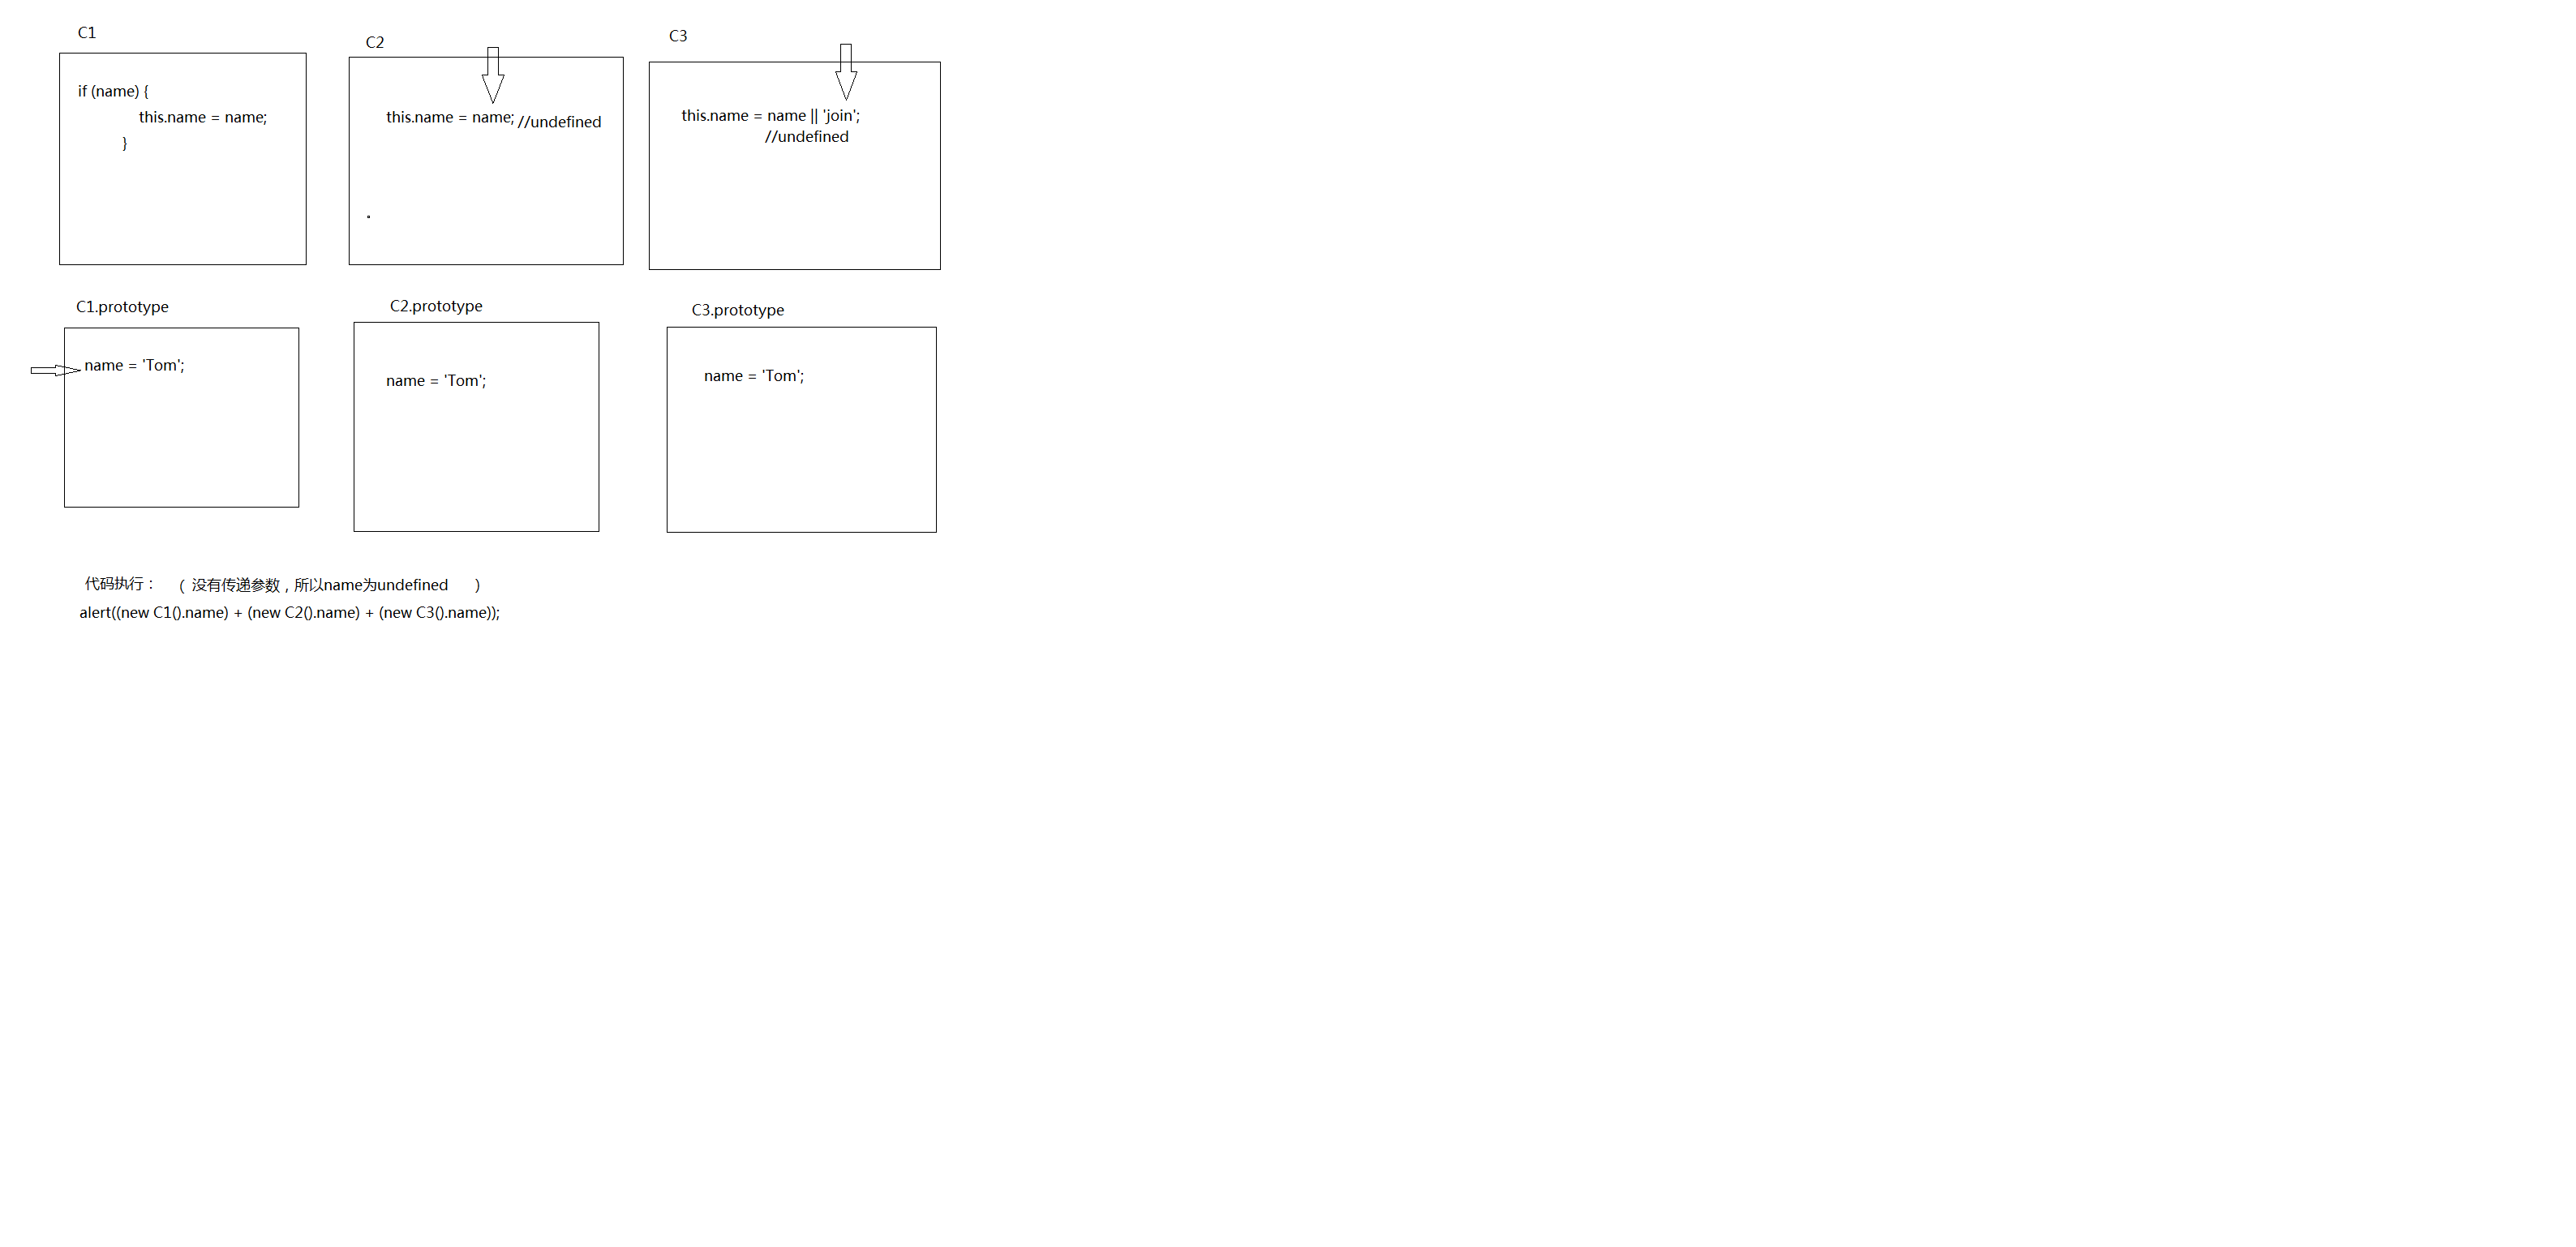 C1
if (name) {
this.name = name;
}
C2
this.name = name; //undefined
C3
this.name = name || 'join';
//undefined
C1.prototype
name = 'Tom';
C2.prototype
name = 'Tom';
C3.prototype
name = 'Tom';
代码执行： （ 没有传递参数，所以name为undefined ）
alert((new C1().name) + (new C2().name) + (new C3().name));